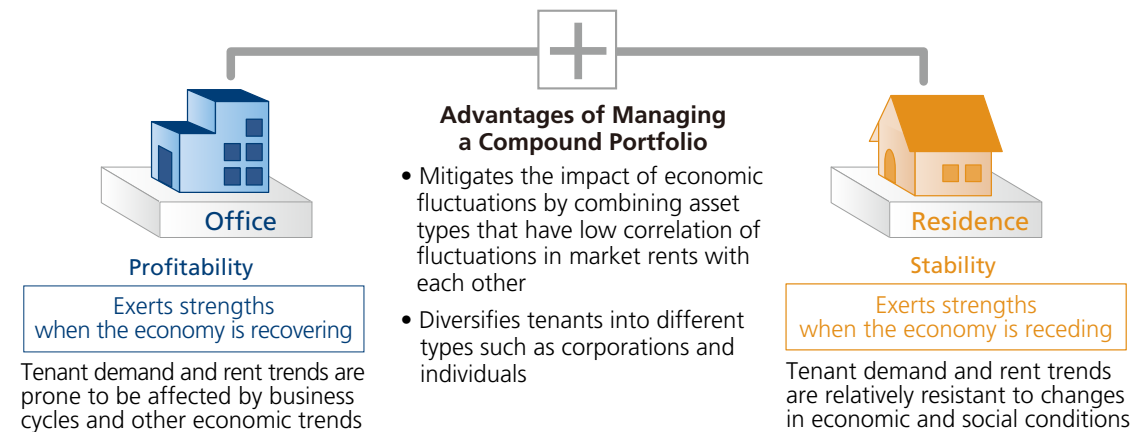 Advantages of Managing
a Compound Portfolio
• Mitigates the impact of economic
fluctuations by combining asset
types that have low correlation of
fluctuations in market rents with
each other
• Diversifies tenants into different
types such as corporations and
individuals
Office
Profitability
Exerts strengths
when the economy is recovering
Tenant demand and rent trends are
prone to be affected by business
cycles and other economic trends
Residence
Stability
Exerts strengths
when the economy is receding
Tenant demand and rent trends
are relatively resistant to changes
in economic and social conditions